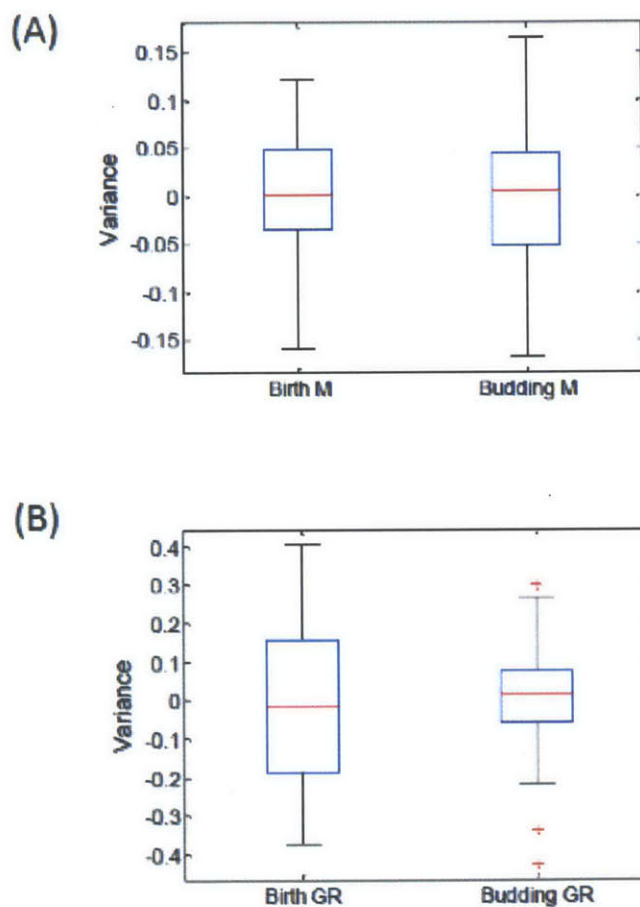 (A)
Variance
0.15
0.1
0.05
0
-0.05
-0.1
-0.15
Birth M
Budding M
(B)
Variance
0.4
0.3
0.2
0.1
0
-0.1
-0.2
-0.3
-0.4
Birth GR
Budding GR